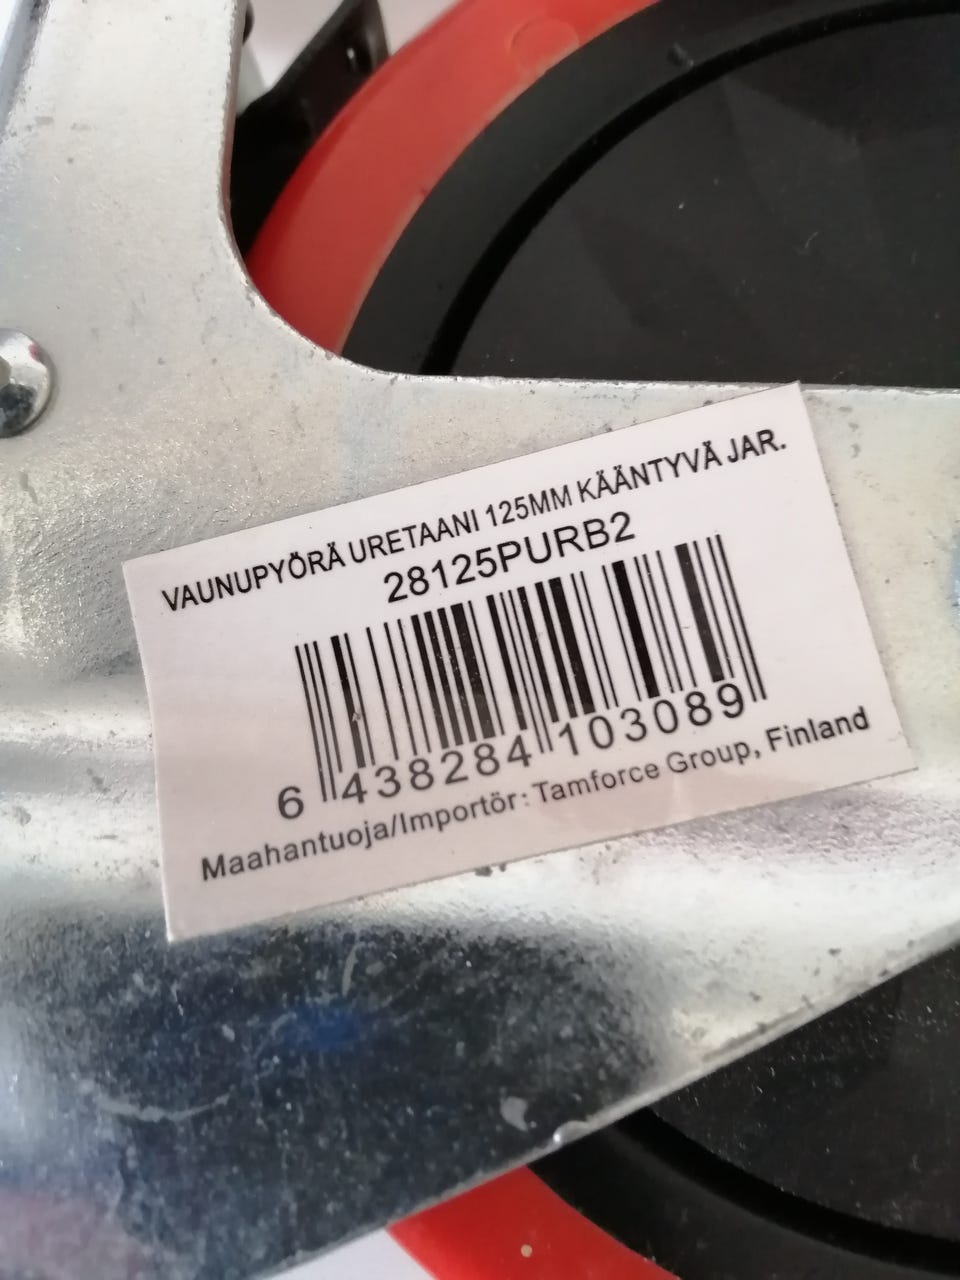 VAUNUPYÖRÄ URETAANI 125MM KÄÄNTYVÄ JAR.
28125PURB2
6 438284 103089
Maahantuoja/Importör: Tamforce Group, Finland